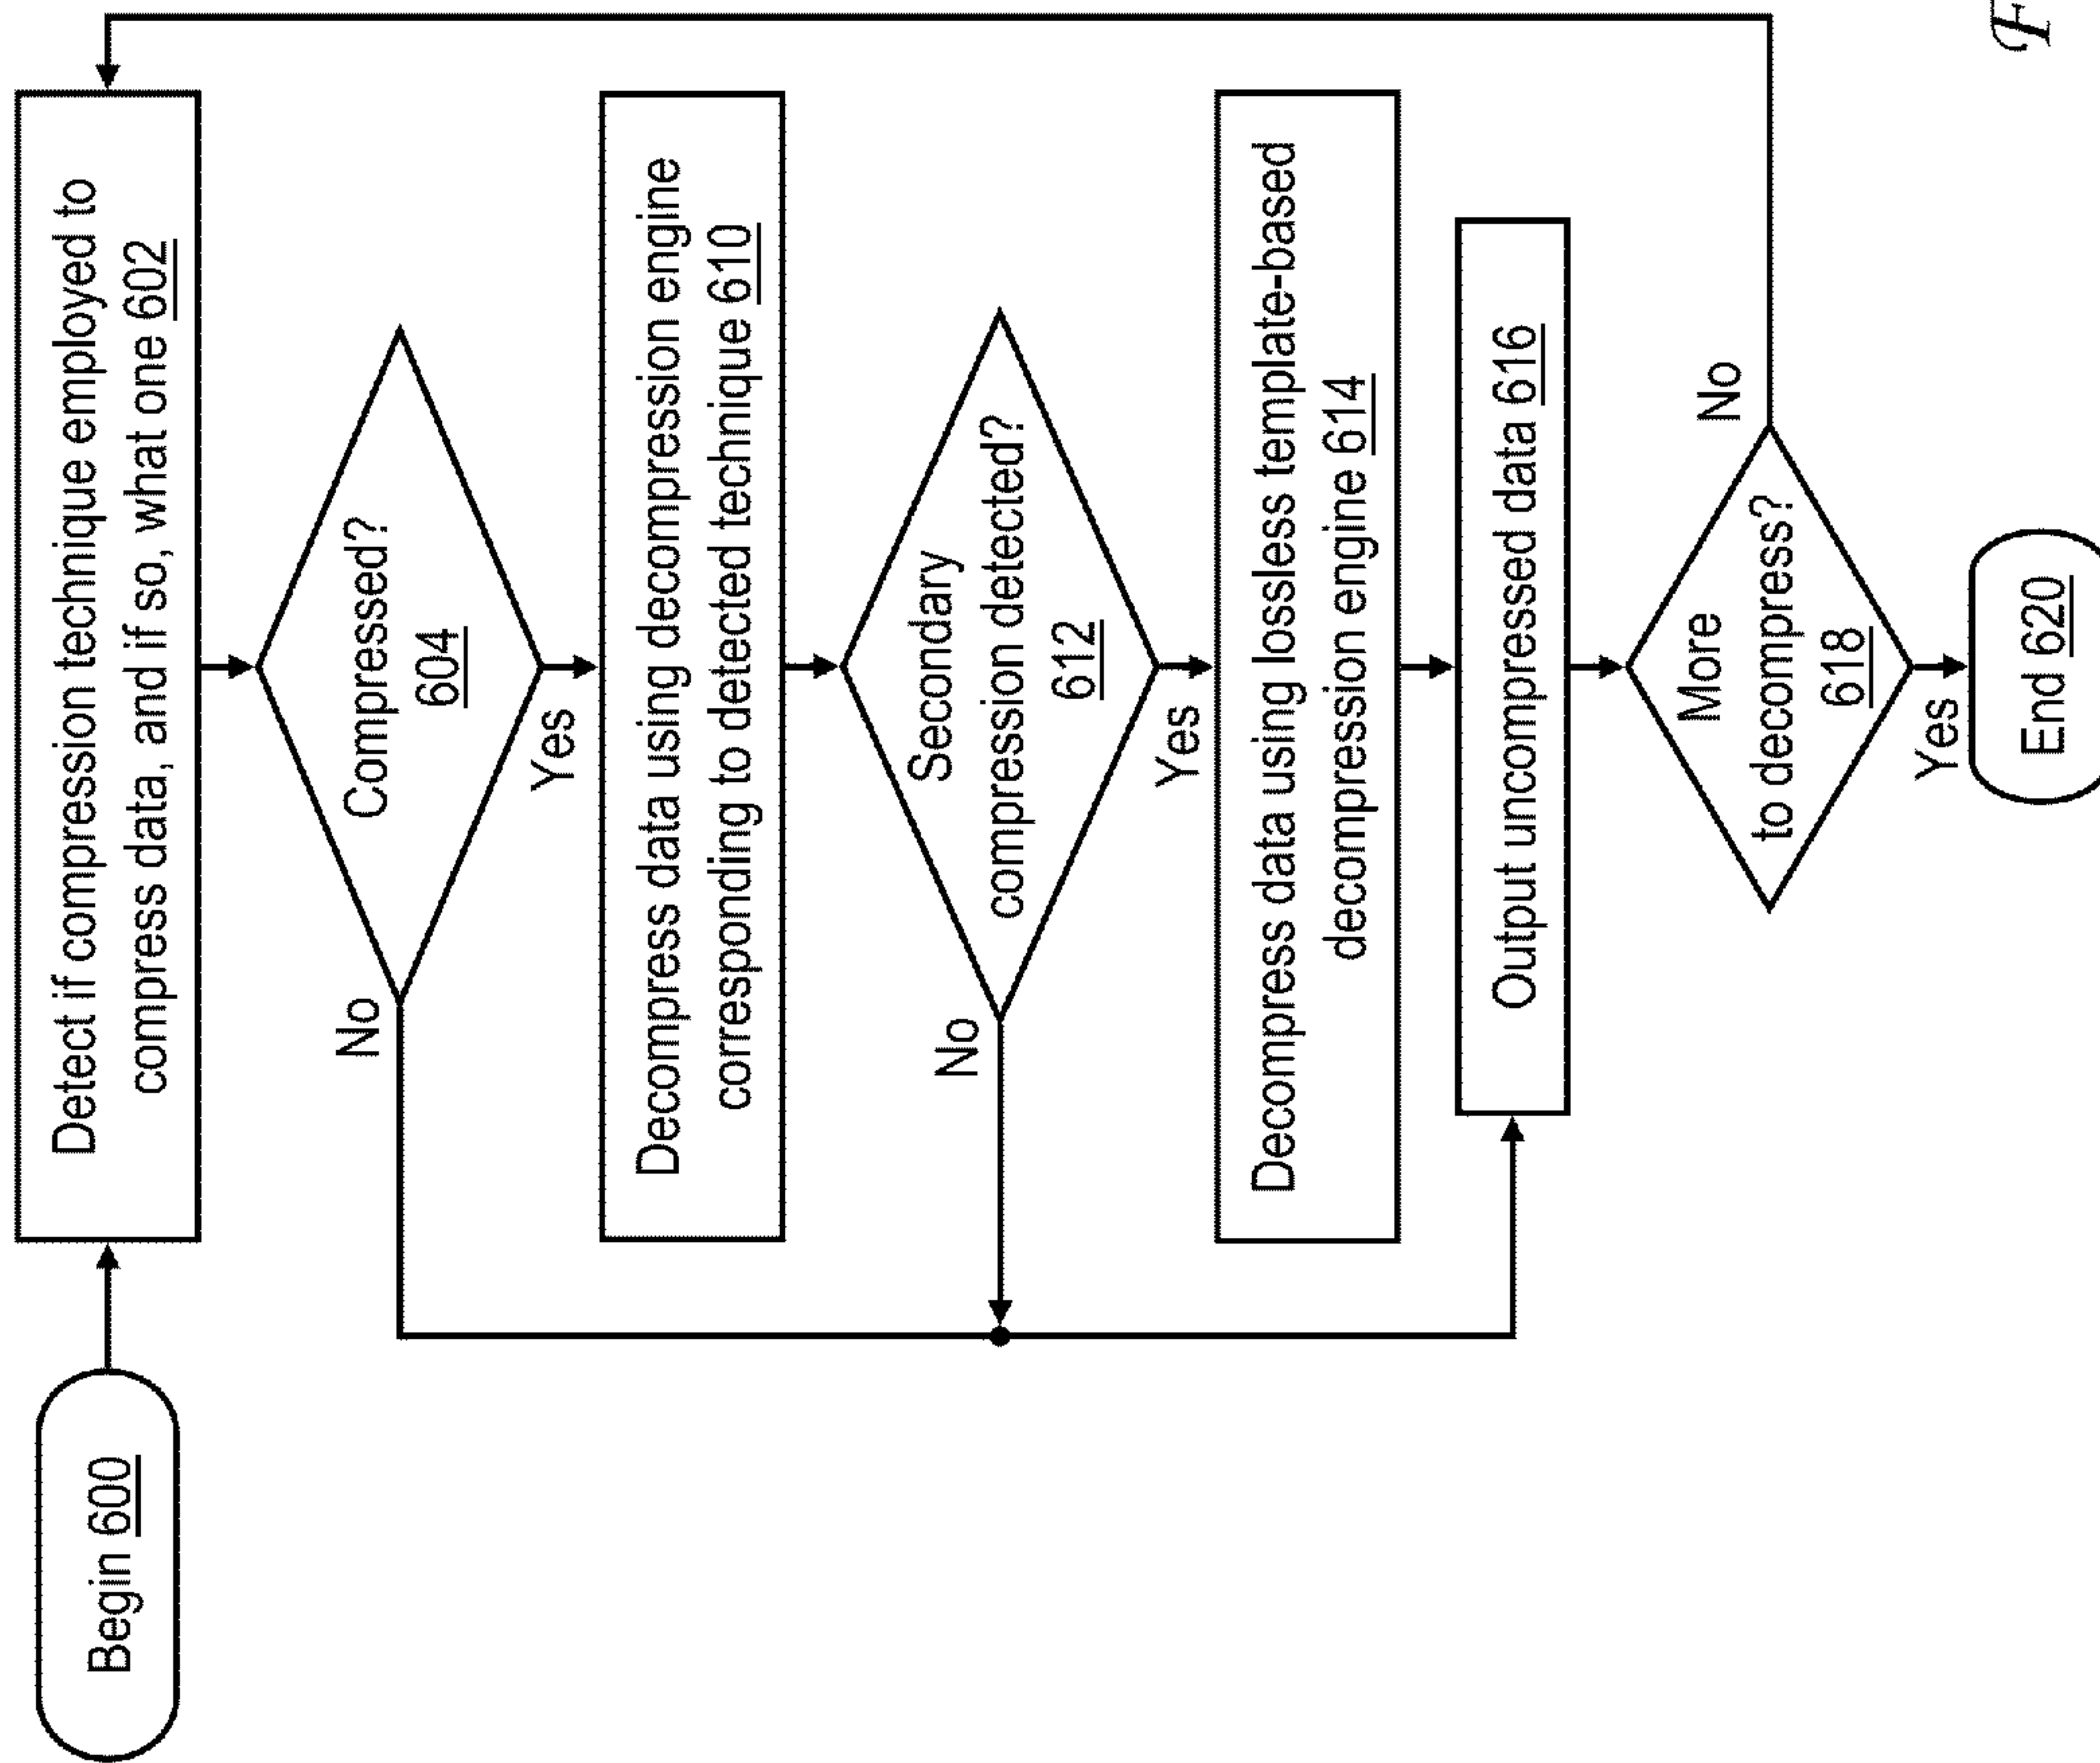 Begin 600
Detect if compression technique employed to
compress data, and if so, what one 602
Compressed?
604
No
Yes
Decompress data using decompression engine
corresponding to detected technique 610
Secondary
compression detected?
612
No
Yes
Decompress data using lossless template-based
decompression engine 614
Output uncompressed data 616
More
to decompress?
618
No
Yes
End 620